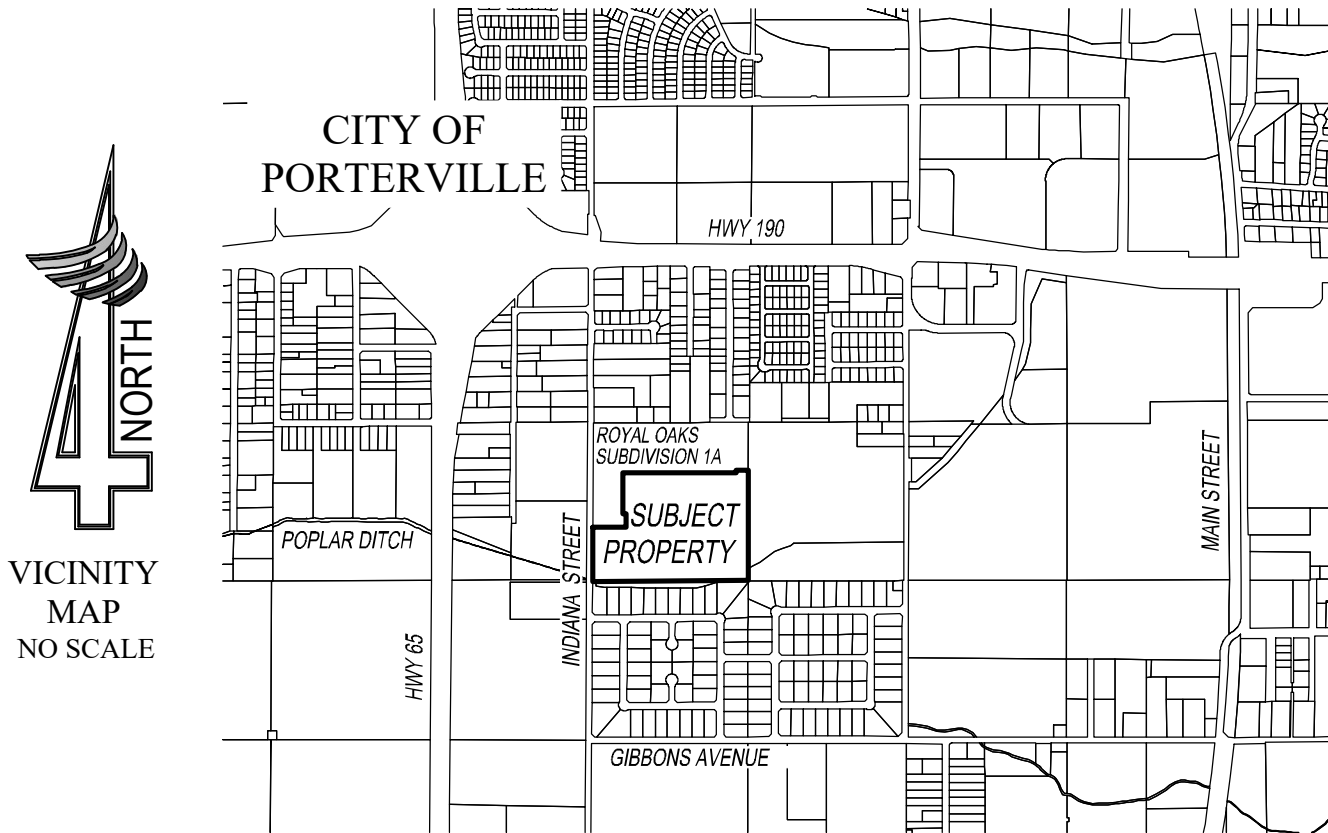 CITY OF
PORTERVILLE
HWY 190
NORTH
ROYAL OAKS
SUBDIVISION 1A
SUBJECT
PROPERTY
POPLAR DITCH
INDIANA STREET
MAIN STREET
VICINITY
MAP
NO SCALE
HWY 65
GIBBONS AVENUE